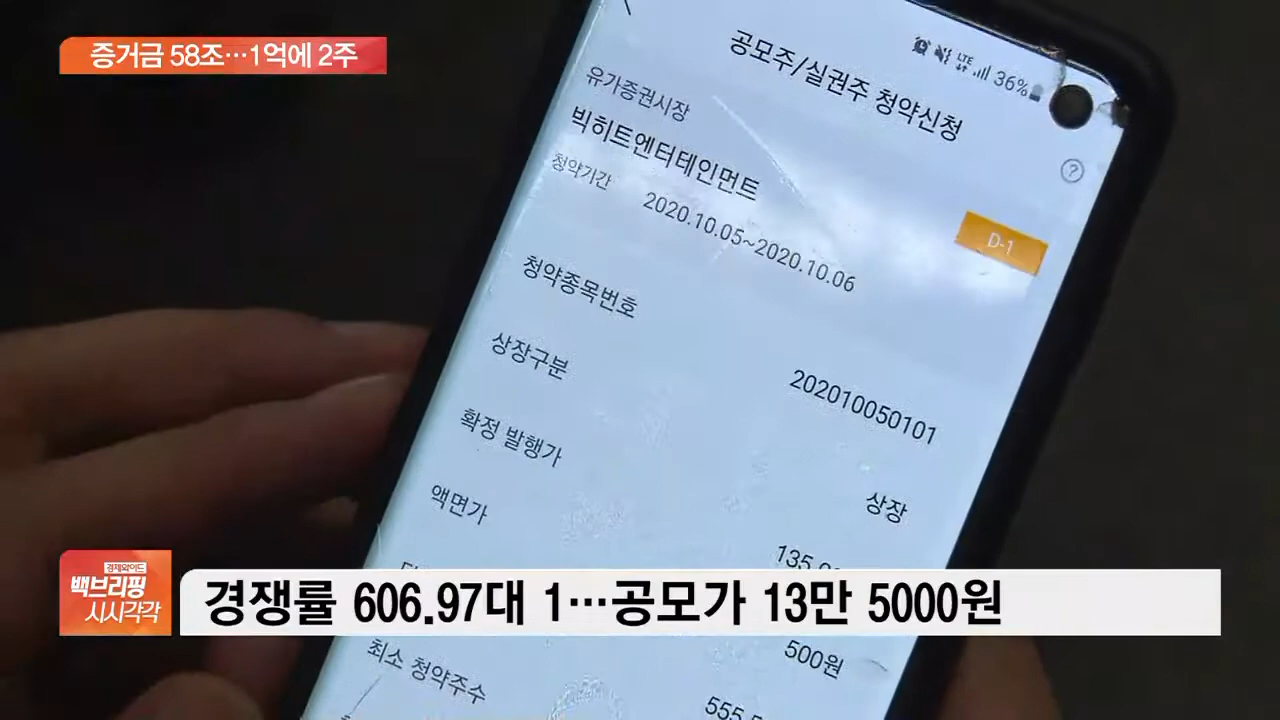 증거금 58조…1억에 2주
LTE 36%
공모주/실권주 청약신청
유가증권시장
빅히트엔터테인먼트
?
청약기간
2020.10.05~2020.10.06
D-1
청약종목번호
202010050101
상장구분
상장
확정 발행가
135,0
액면가
500원
최소 청약주수
555,5
경제와이드
백브리핑
시시각각
경쟁률 606.97대 1…공모가 13만 5000원